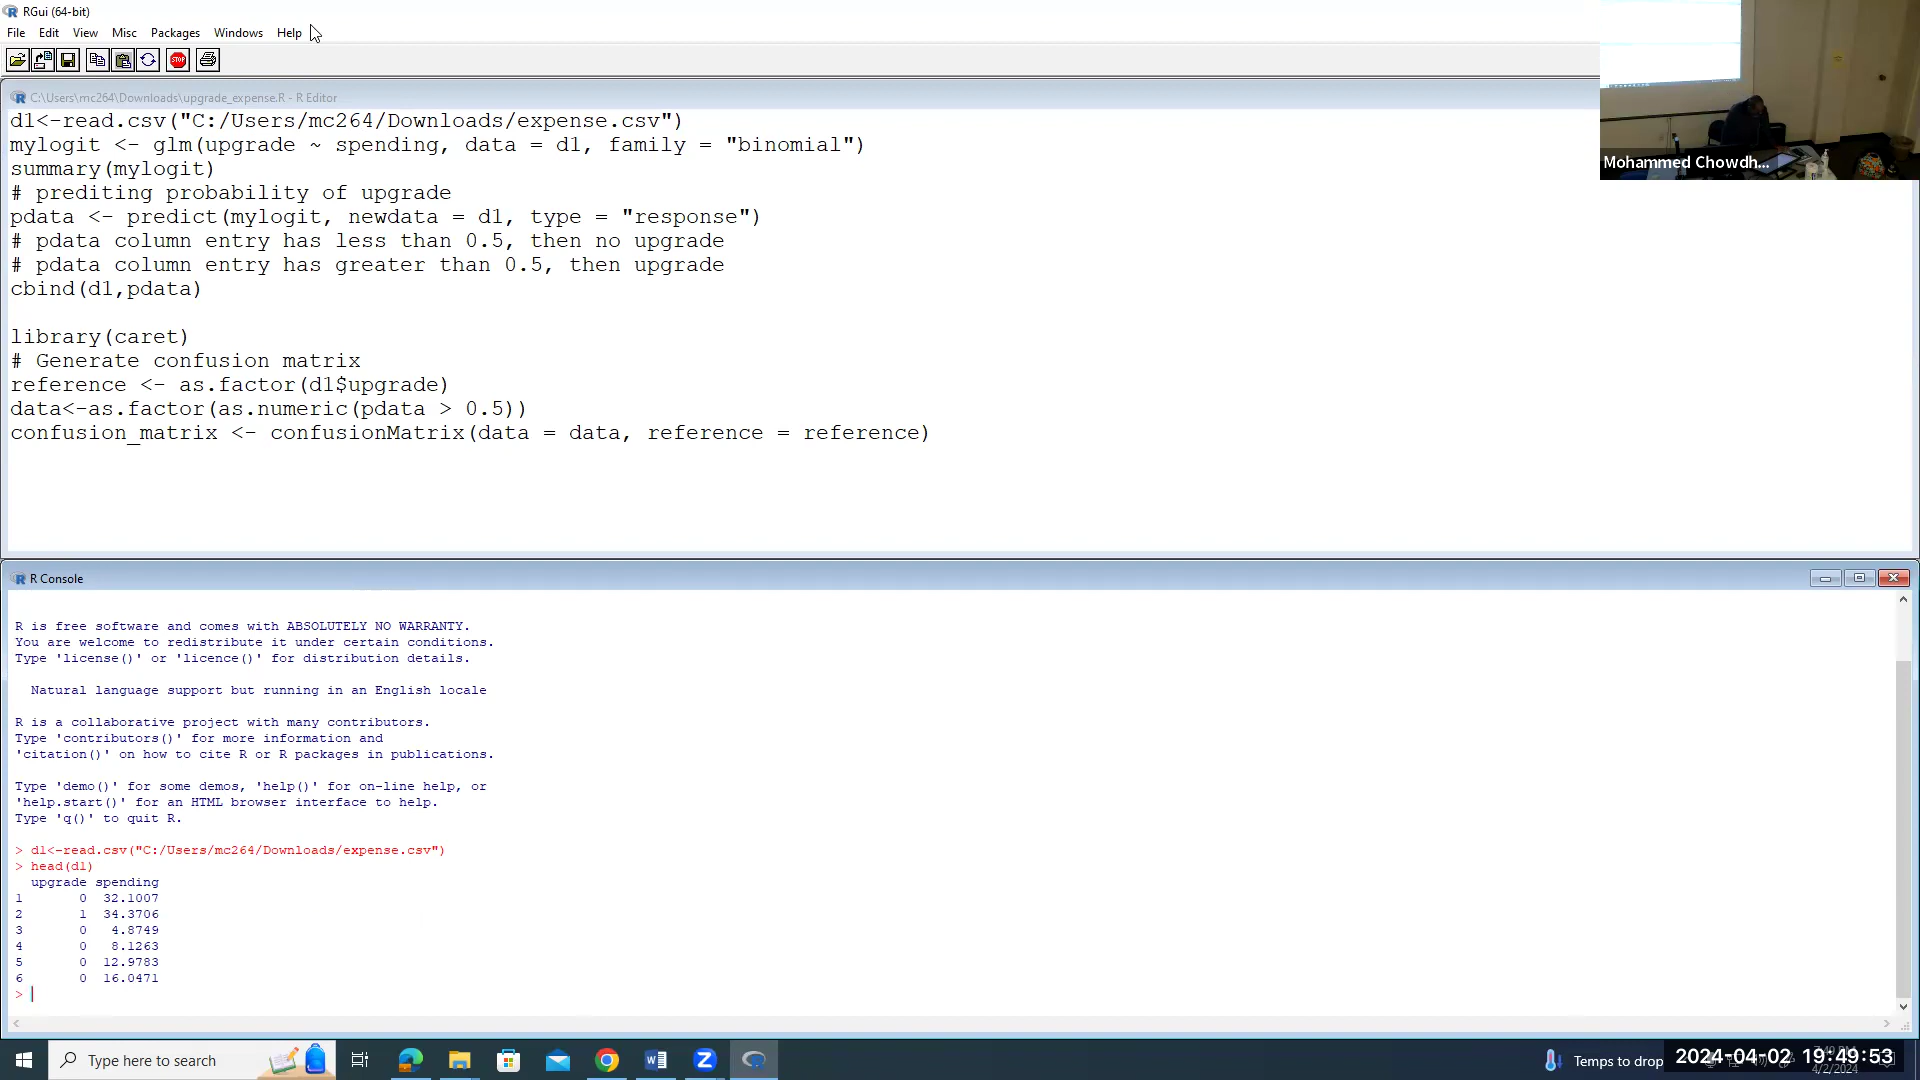 RGui (64-bit)
File Edit View Misc Packages Windows Help
STOP
C:\Users\mc264\Downloads\upgrade_expense.R - R Editor
d1<-read.csv("C:/Users/mc264/Downloads/expense.csv")
mylogit <- glm(upgrade ~ spending, data = d1, family = "binomial")
summary(mylogit)
# prediting probability of upgrade
pdata <- predict(mylogit, newdata = d1, type = "response")
# pdata column entry has less than 0.5, then no upgrade
# pdata column entry has greater than 0.5, then upgrade
cbind(d1,pdata)
library(caret)
# Generate confusion matrix
reference <- as.factor(d1$upgrade)
data<-as.factor(as.numeric(pdata > 0.5))
confusion_matrix <- confusionMatrix(data = data, reference = reference)
Mohammed Chowdh...
R Console
R is free software and comes with ABSOLUTELY NO WARRANTY.
You are welcome to redistribute it under certain conditions.
Type 'license()' or 'licence()' for distribution details.
Natural language support but running in an English locale
R is a collaborative project with many contributors.
Type 'contributors()' for more information and
'citation()' on how to cite R or R packages in publications.
Type 'demo()' for some demos, 'help()' for on-line help, or
'help.start()' for an HTML browser interface to help.
Type 'q()' to quit R.
> d1<-read.csv("C:/Users/mc264/Downloads/expense.csv")
> head(d1)
upgrade spending
1 0 32.1007
2 1 34.3706
3 0 4.8749
4 0 8.1263
5 0 12.9783
6 0 16.0471
>
Type here to search
Temps to drop
2024-04-02 19:49:53
4/2/2024